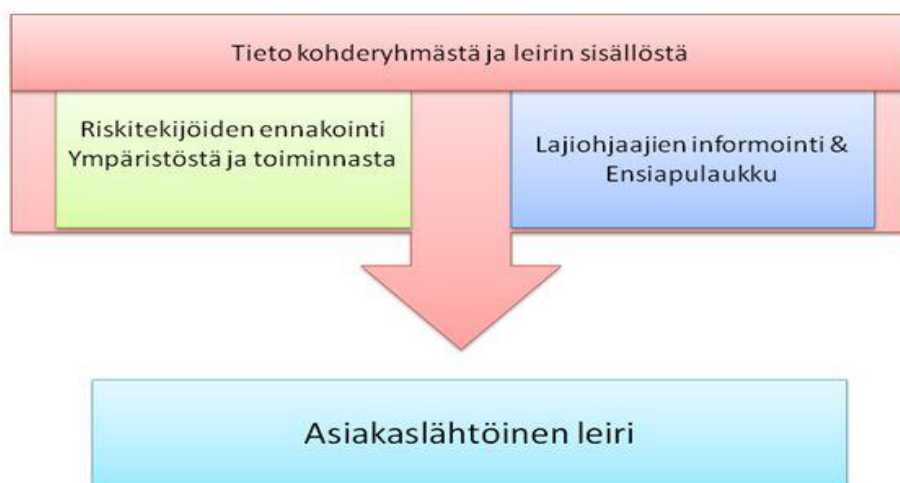 Tieto kohderyhmästä ja leirin sisällöstä
Riskitekijöiden ennakointi
Ympäristöstä ja toiminnasta
Lajiohjaajien informointi &
Ensiapulaukku
Asiakaslähtöinen leiri